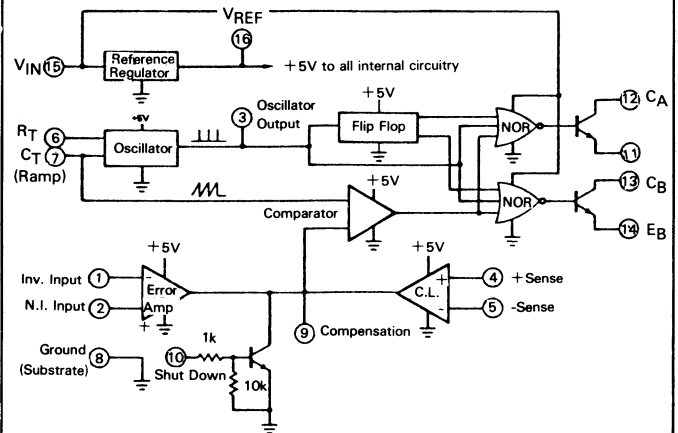 VREF
16
VIN 15
Reference
Regulator
+5V to all internal circuitry
RT 6
CT 7
(Ramp)
+5V
Oscillator
3
Oscillator
Output
+5V
Flip Flop
NOR
12 CA
11
NOR
13 CB
14 EB
Comparator
+5V
+5V
Inv. Input 1
N.I. Input 2
-
Error
Amp
+
+5V
C.L.
+
-
4 +Sense
5 -Sense
9 Compensation
Ground 8
(Substrate)
10
Shut Down
1k
10k